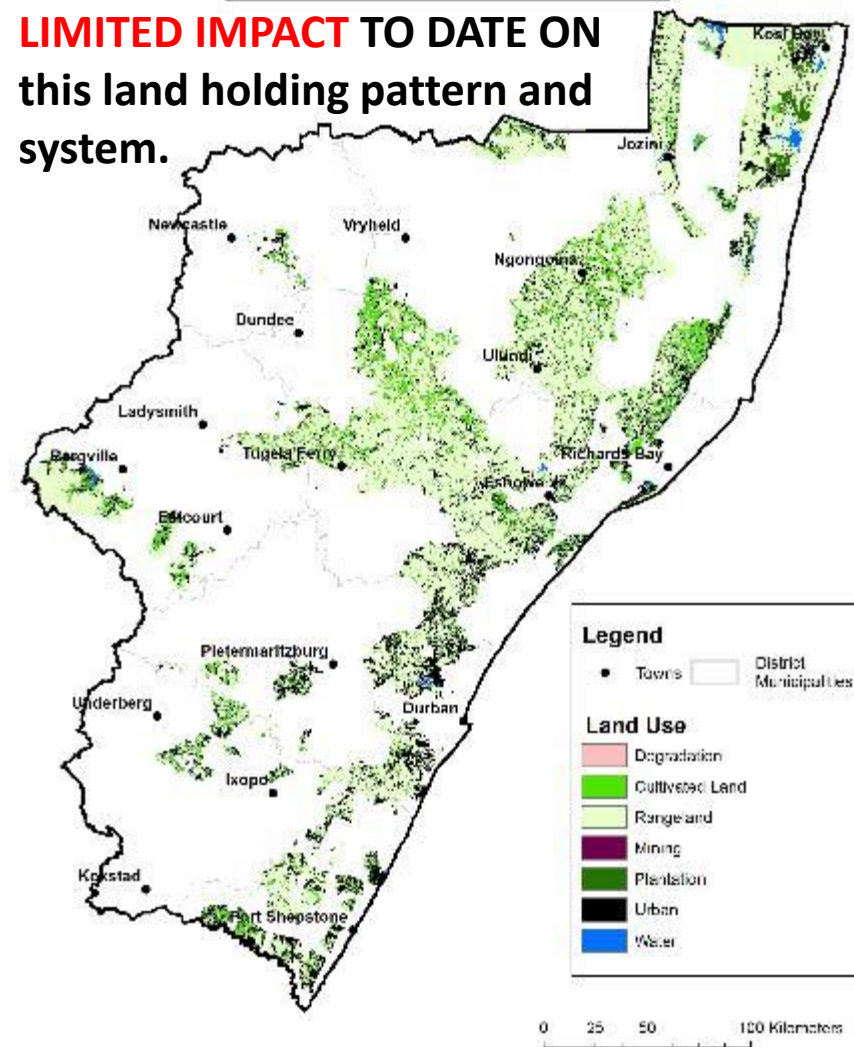 LIMITED IMPACT TO DATE ON
this land holding pattern and
system.
Kosi Bay
Jozini
Newcastle
Vryheid
Ngongoma
Dundee
Ulundi
Ladysmith
Bergville
Tugela Ferry
Richards Bay
Eshowe
Estcourt
Pietermaritzburg
Underberg
Durban
Ixopo
Kokstad
Port Shepstone
Legend
Towns
District
Municipalities
Land Use
Degradation
Cultivated Land
Rangeland
Mining
Plantation
Urban
Water
0 25 50 100 Kilometers